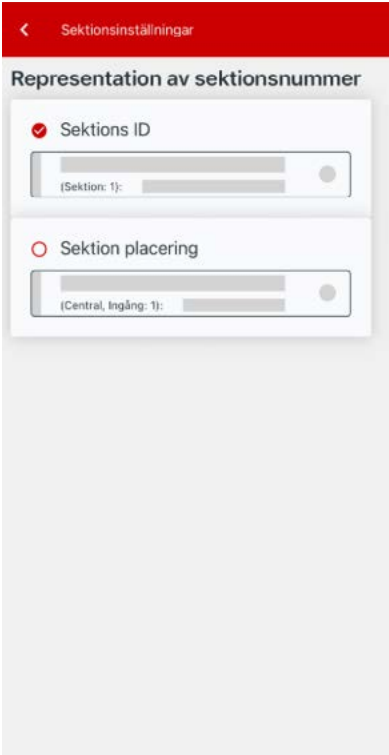 Sektionsinställningar
Representation av sektionsnummer
Sektions ID
(Sektion: 1):
Sektion placering
(Central, Ingång: 1):